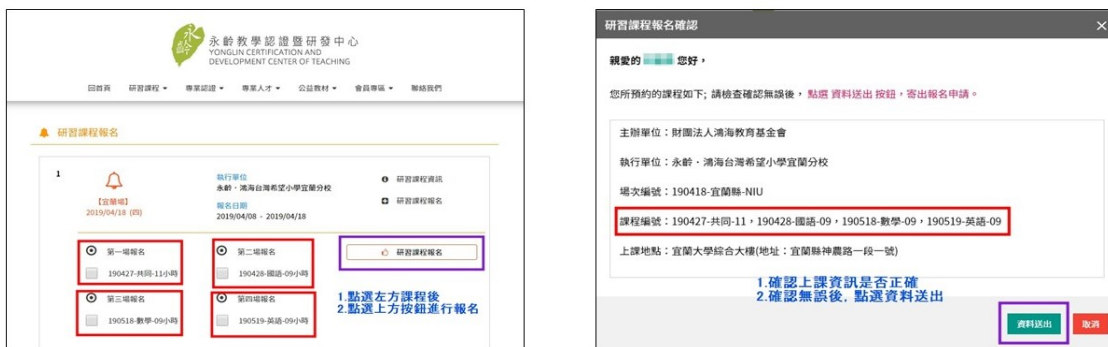 永齡教學認證暨研發中心
YONGLIN CERTIFICATION AND
DEVELOPMENT CENTER OF TEACHING
回首頁 研習課程 專業認證 專業人才 公益教材 會員專區 聯絡我們
研習課程報名
1
【宜蘭場】
2019/04/18 (四)
執行單位
永齡・鴻海台灣希望小學宜蘭分校
報名日期
2019/04/08 - 2019/04/18
研習課程資訊
研習課程報名
第一場報名
190427-共同-11小時
第二場報名
190428-國語-09小時
研習課程報名
第三場報名
190518-數學-09小時
第四場報名
190519-英語-09小時
1.點選左方課程後
2.點選上方按鈕進行報名
研習課程報名確認
親愛的 您好，
您所預約的課程如下; 請檢查確認無誤後，點選 資料送出 按鈕，寄出報名申請。
主辦單位：財團法人鴻海教育基金會
執行單位：永齡・鴻海台灣希望小學宜蘭分校
場次編號：190418-宜蘭縣-NIU
課程編號：190427-共同-11，190428-國語-09，190518-數學-09，190519-英語-09
上課地點：宜蘭大學綜合大樓(地址：宜蘭縣神農路一段一號)
1.確認上課資訊是否正確
2.確認無誤後, 點選資料送出
資料送出 取消